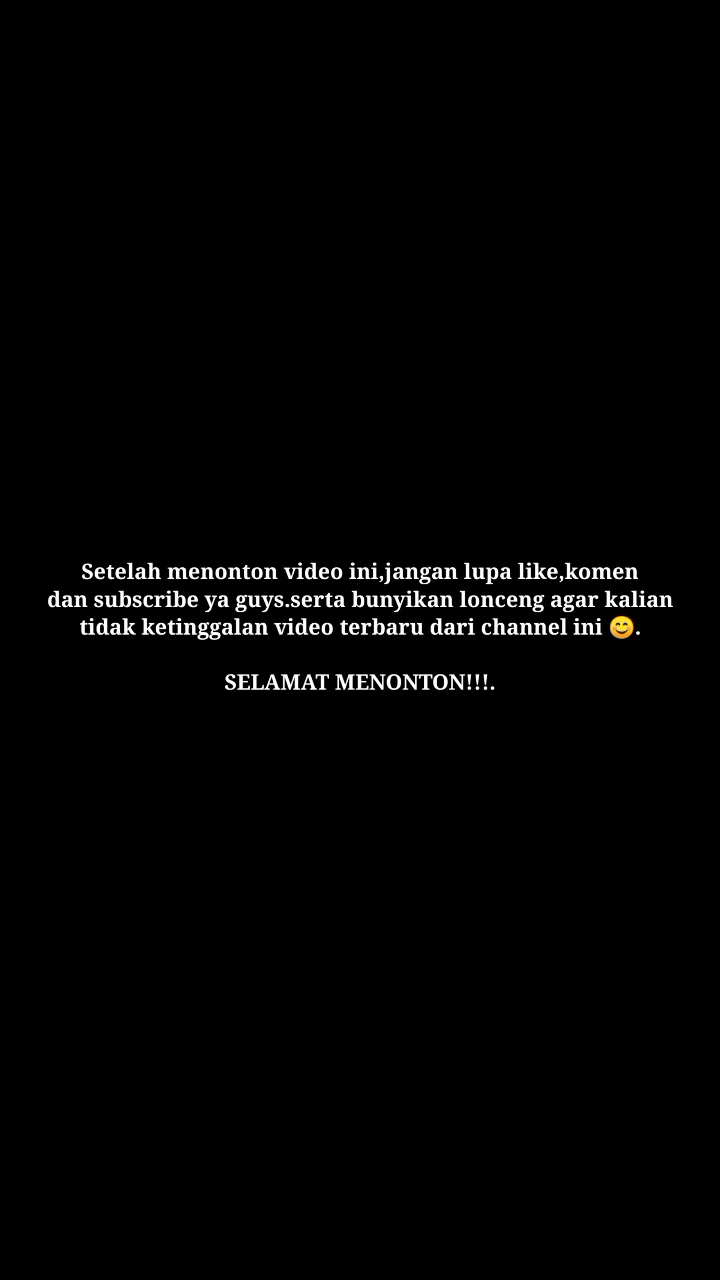 Setelah menonton video ini,jangan lupa like,komen
dan subscribe ya guys.serta bunyikan lonceng agar kalian
tidak ketinggalan video terbaru dari channel ini 😊.
SELAMAT MENONTON!!!.